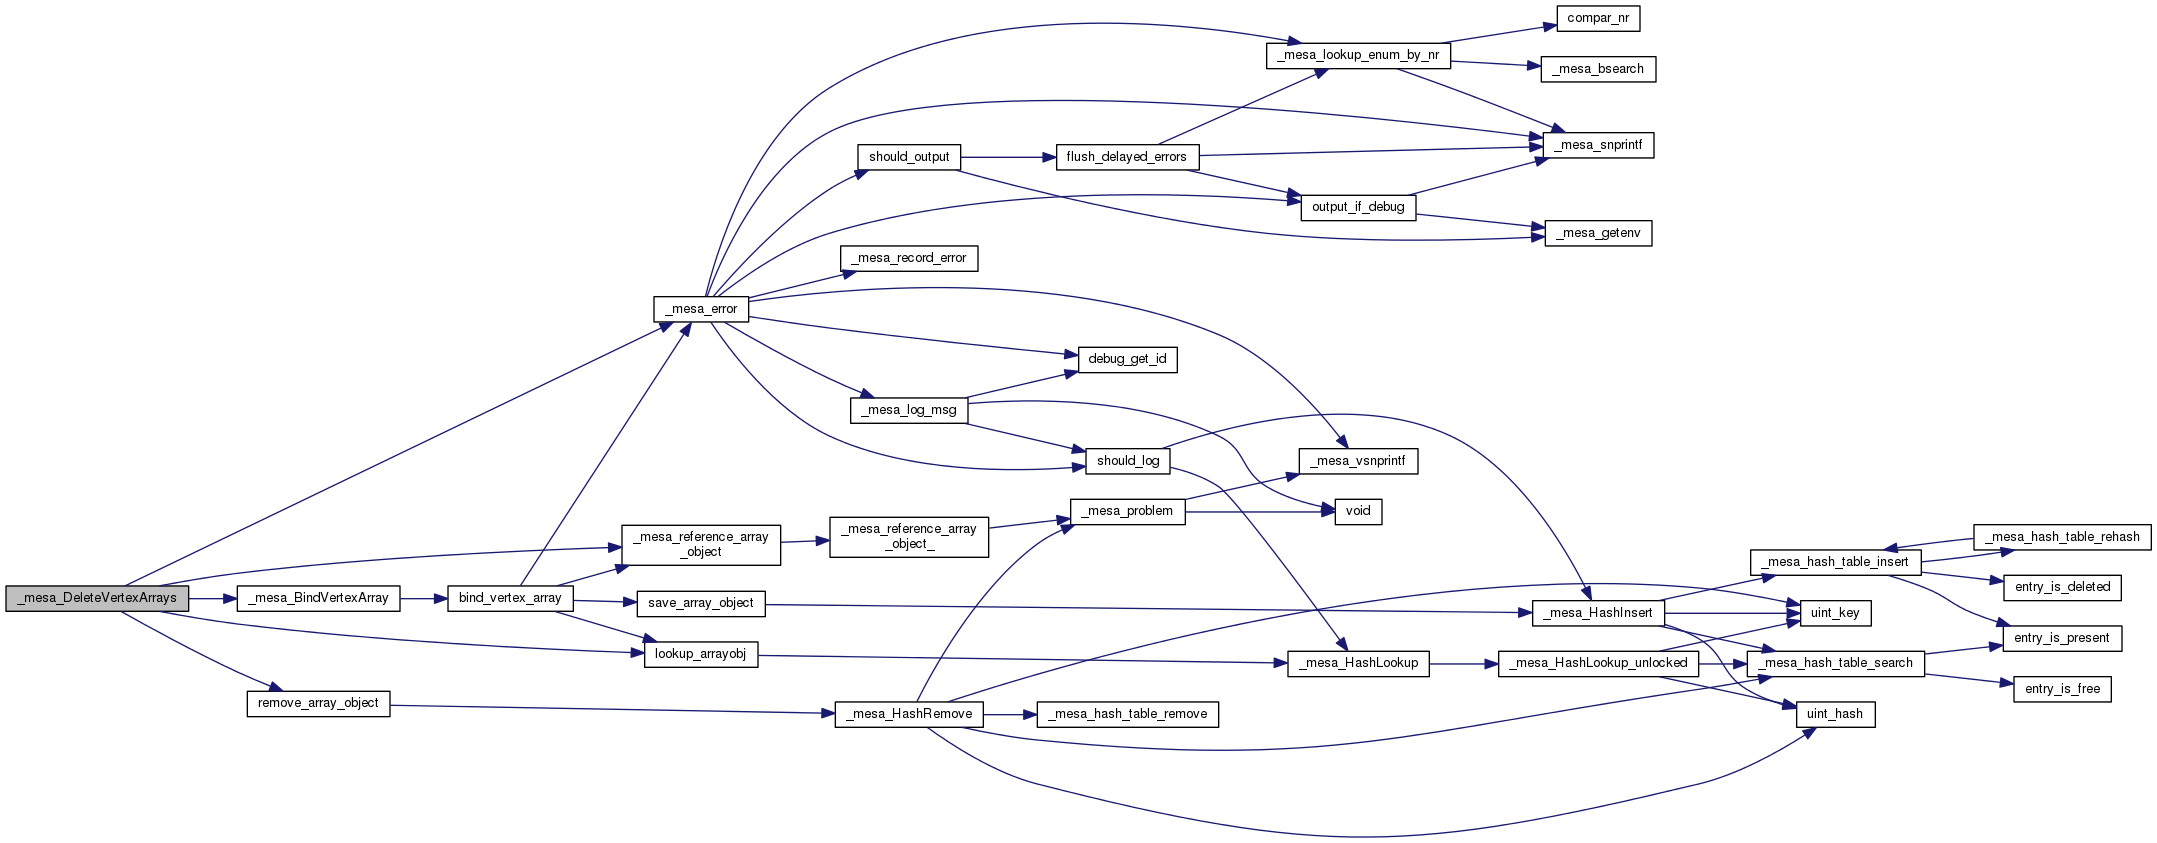 compar_nr
_mesa_lookup_enum_by_nr
_mesa_bsearch
_mesa_snprintf
should_output
flush_delayed_errors
output_if_debug
_mesa_getenv
_mesa_record_error
_mesa_error
debug_get_id
_mesa_log_msg
should_log
_mesa_vsnprintf
_mesa_problem
void
_mesa_reference_array
_object
_mesa_reference_array
_object_
_mesa_hash_table_rehash
_mesa_hash_table_insert
entry_is_deleted
_mesa_DeleteVertexArrays
_mesa_BindVertexArray
bind_vertex_array
save_array_object
_mesa_HashInsert
uint_key
entry_is_present
lookup_arrayobj
_mesa_HashLookup
_mesa_HashLookup_unlocked
_mesa_hash_table_search
entry_is_free
remove_array_object
_mesa_HashRemove
_mesa_hash_table_remove
uint_hash